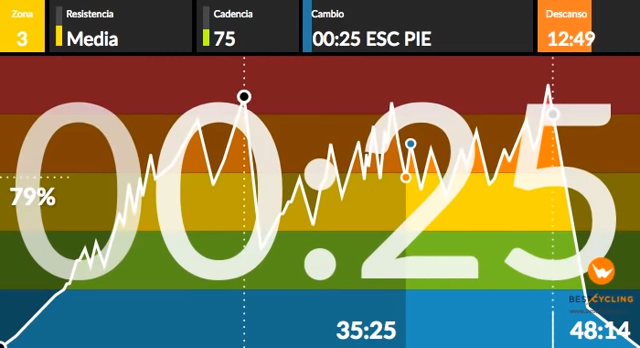 Zona
3
Resistencia
Media
Cadencia
75
Cambio
00:25 ESC PIE
Descanso
12:49
00:25
79%
BESTCYCLING
35:25
48:14